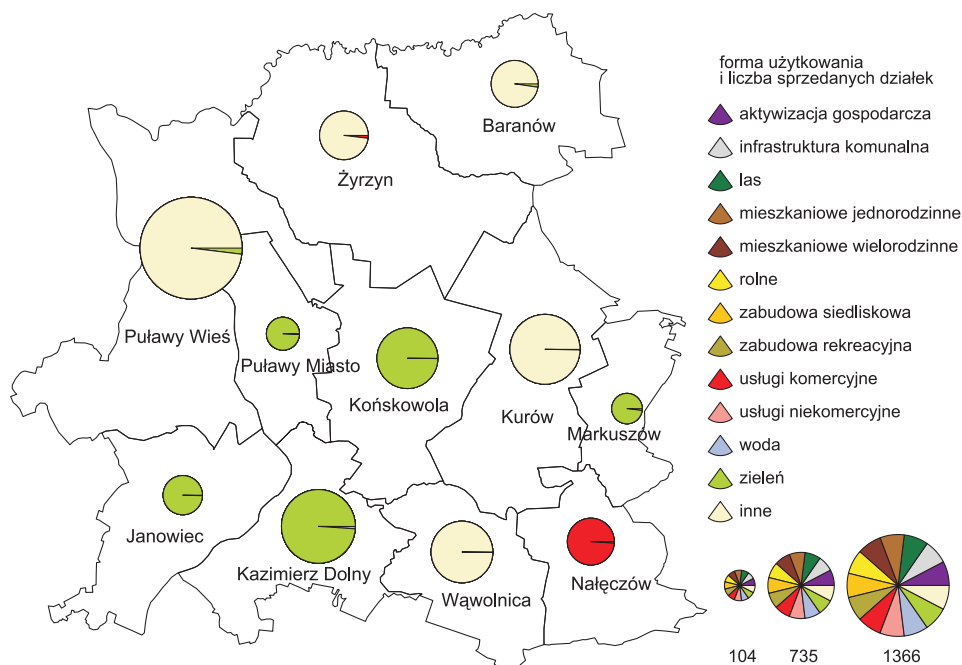 forma użytkowania
i liczba sprzedanych działek
aktywizacja gospodarcza
infrastruktura komunalna
las
mieszkaniowe jednorodzinne
mieszkaniowe wielorodzinne
rolne
zabudowa siedliskowa
zabudowa rekreacyjna
usługi komercyjne
usługi niekomercyjne
woda
zieleń
inne
104 735 1366
Baranów
Żyrzyn
Puławy Wieś
Puławy Miasto
Końskowola
Kurów
Markuszów
Janowiec
Kazimierz Dolny
Wąwolnica
Nałęczów